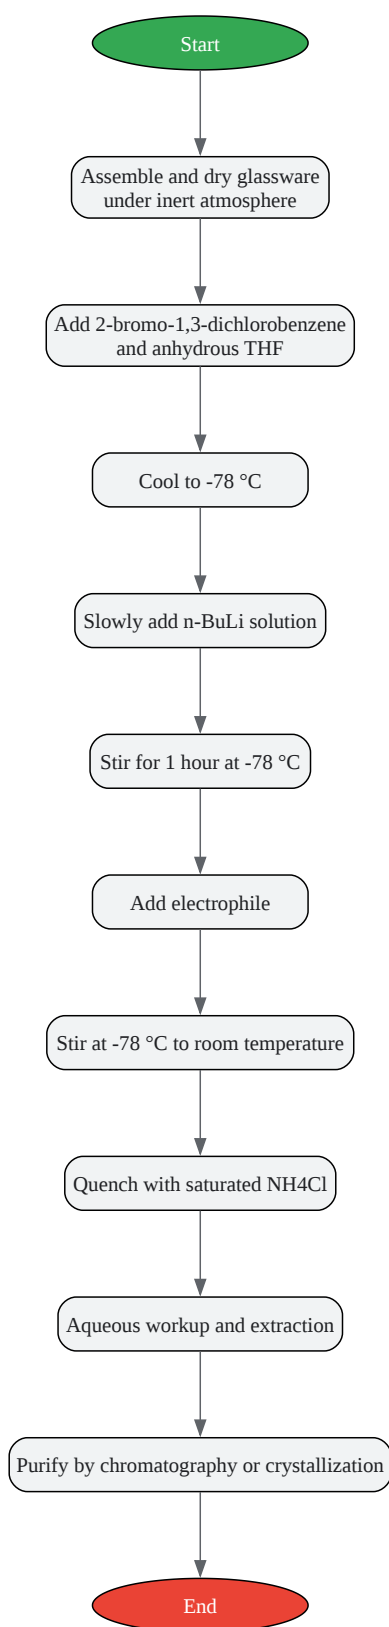 Start
Assemble and dry glassware
under inert atmosphere
Add 2-bromo-1,3-dichlorobenzene
and anhydrous THF
Cool to -78 °C
Slowly add n-BuLi solution
Stir for 1 hour at -78 °C
Add electrophile
Stir at -78 °C to room temperature
Quench with saturated NH4Cl
Aqueous workup and extraction
Purify by chromatography or crystallization
End